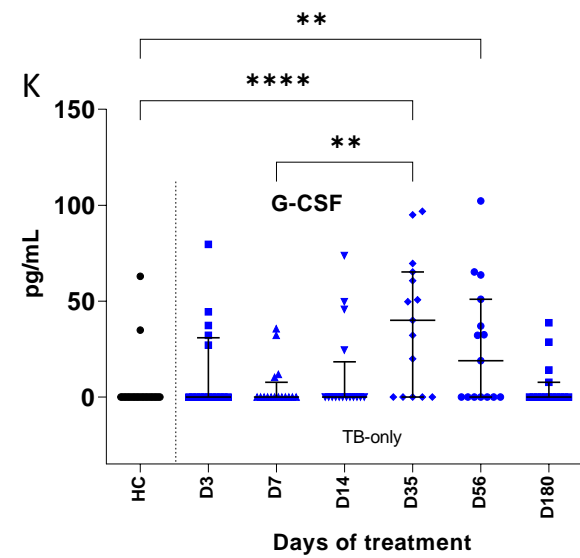 **
K
****
150
**
G-CSF
100
pg/mL
50
0
TB-only
HC
D3
D7
D14
D35
D56
D180
Days of treatment